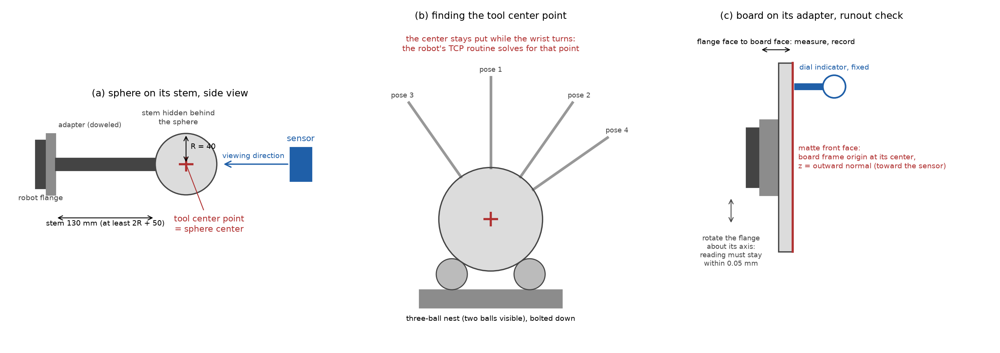 (a) sphere on its stem, side view
stem hidden behind
the sphere
adapter (doweled)
R = 40
sensor
viewing direction
robot flange
stem 130 mm (at least 2R + 50)
tool center point
= sphere center
(b) finding the tool center point
the center stays put while the wrist turns:
the robot's TCP routine solves for that point
pose 1
pose 3
pose 2
pose 4
three-ball nest (two balls visible), bolted down
(c) board on its adapter, runout check
flange face to board face: measure, record
dial indicator, fixed
matte front face:
board frame origin at its center,
z = outward normal (toward the sensor)
rotate the flange
about its axis:
reading must stay
within 0.05 mm